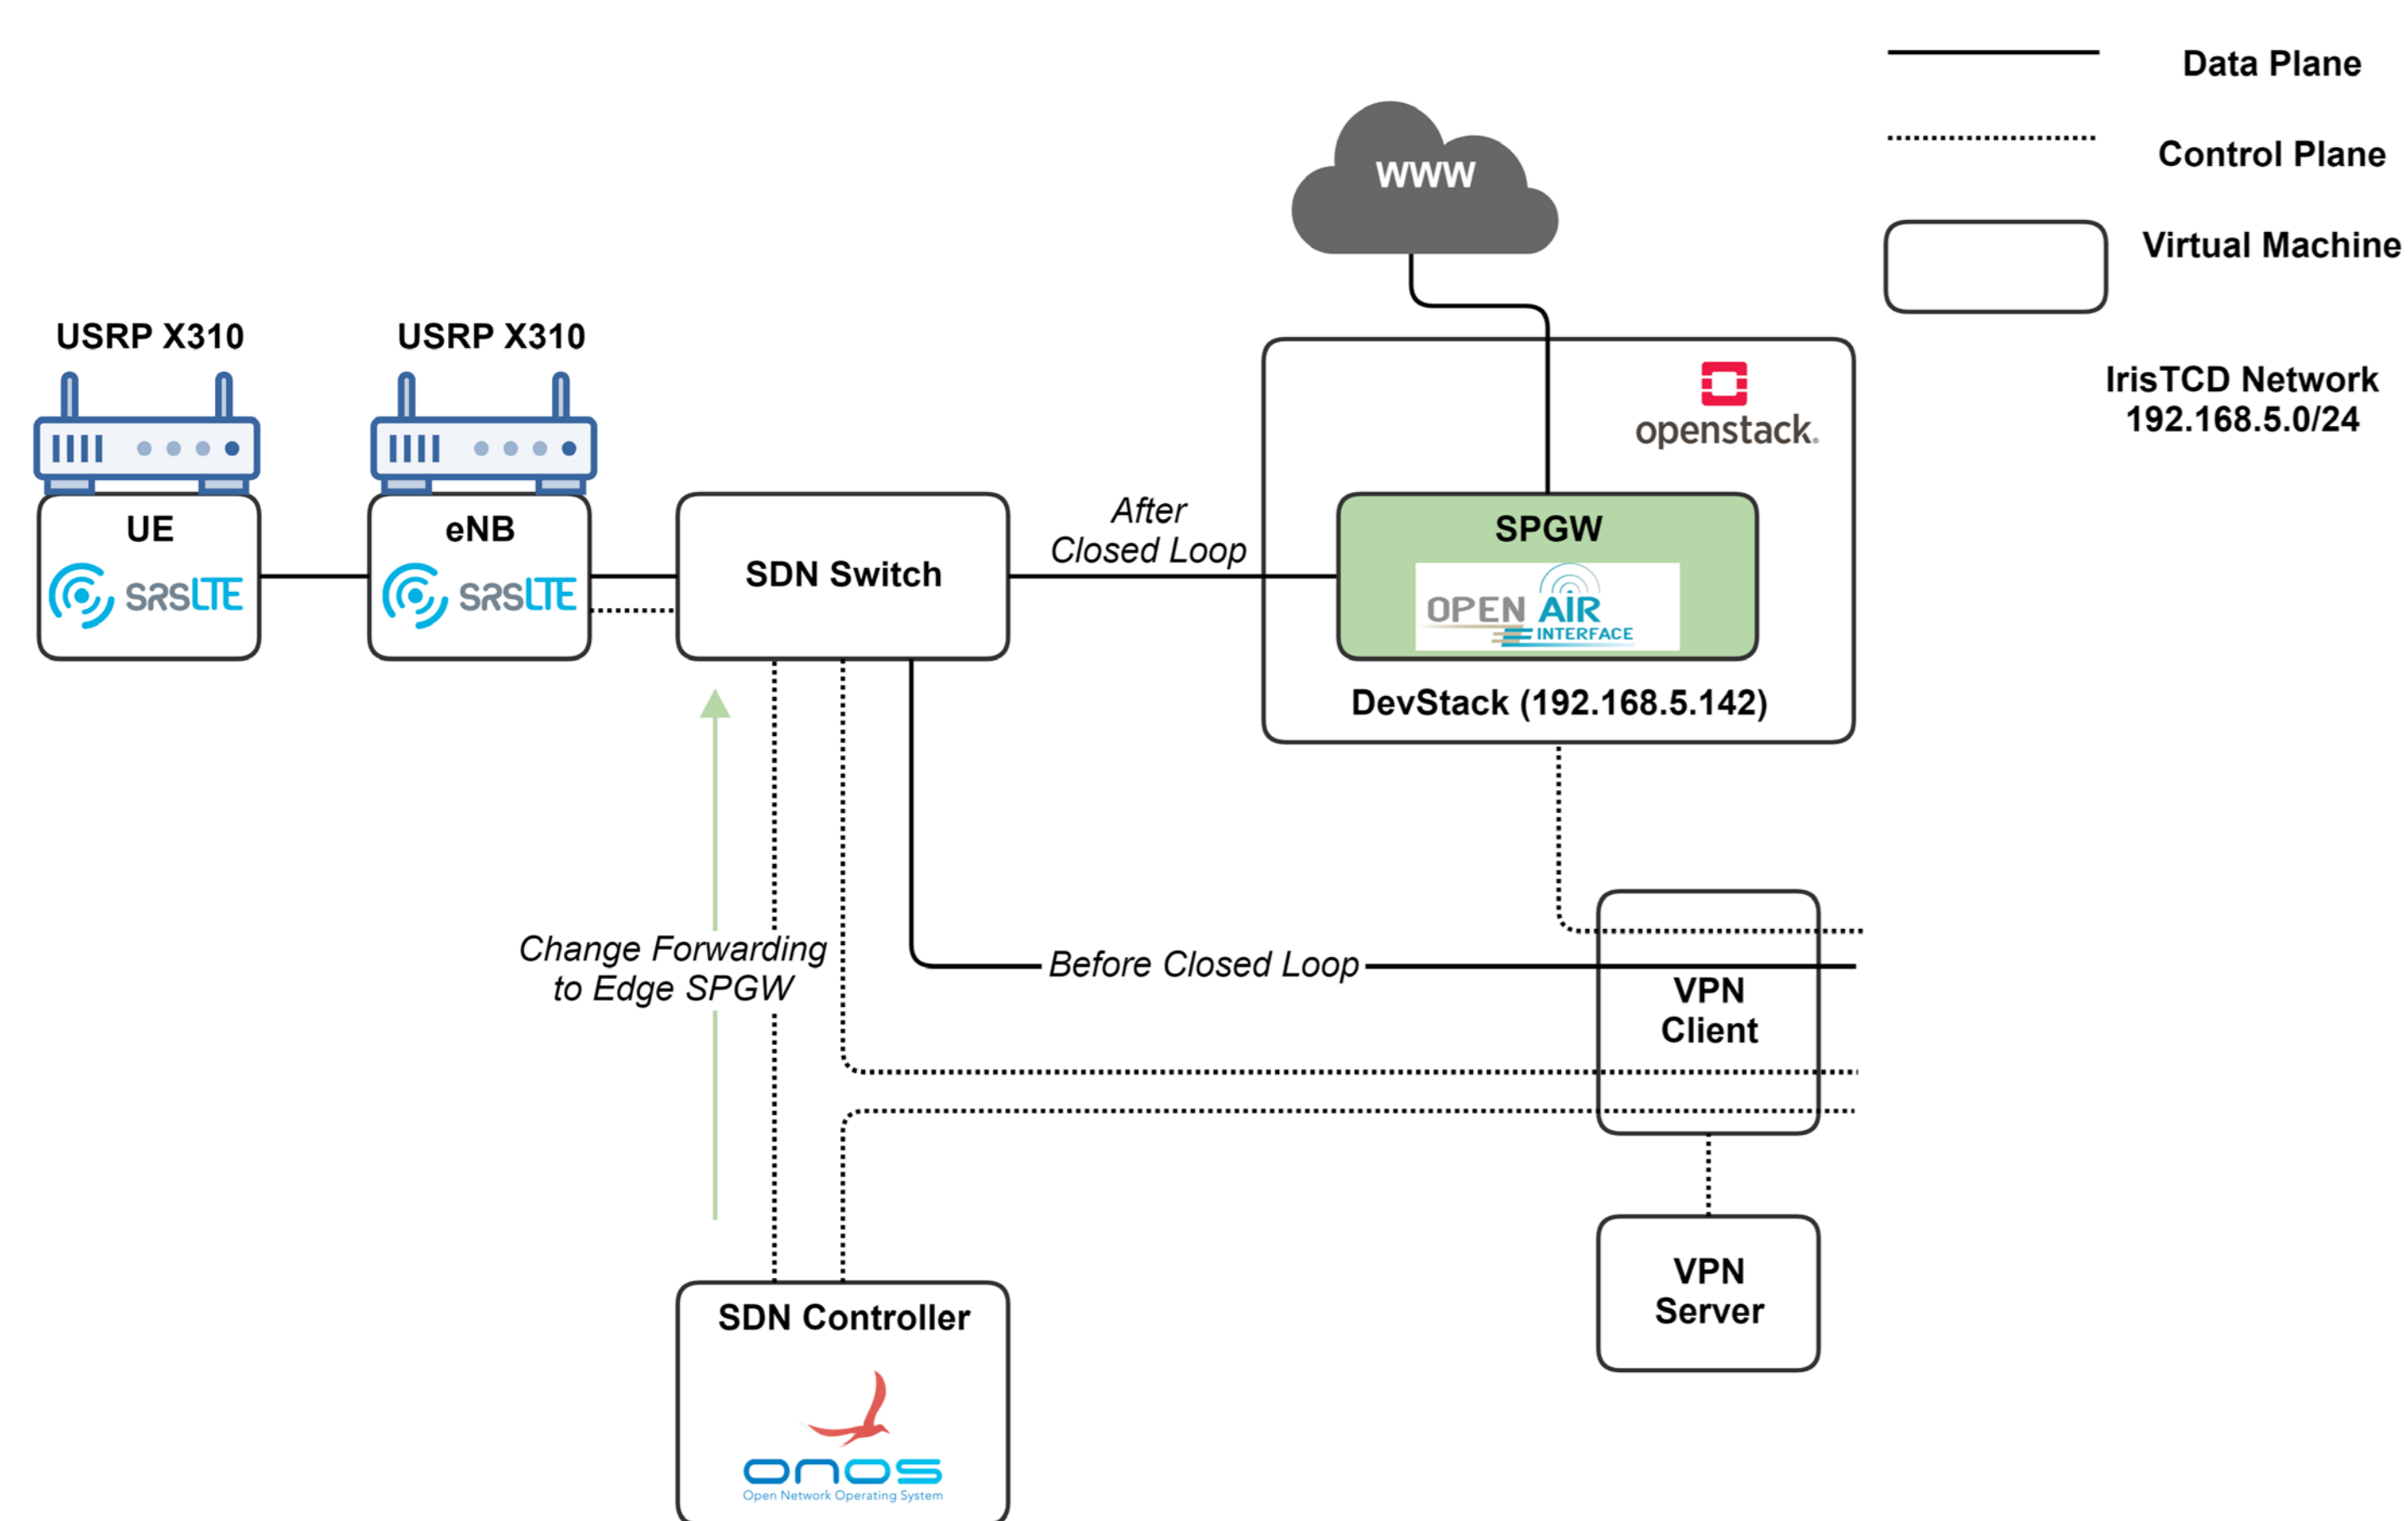 Data Plane
Control Plane
Virtual Machine
IrisTCD Network
192.168.5.0/24
www
USRP X310
USRP X310
openstack.
UE
SRSLTE
eNB
SRSLTE
SDN Switch
After
Closed Loop
SPGW
OPEN AIR
INTERFACE
DevStack (192.168.5.142)
Change Forwarding
to Edge SPGW
Before Closed Loop
VPN
Client
VPN
Server
SDN Controller
onos
Open Network Operating System